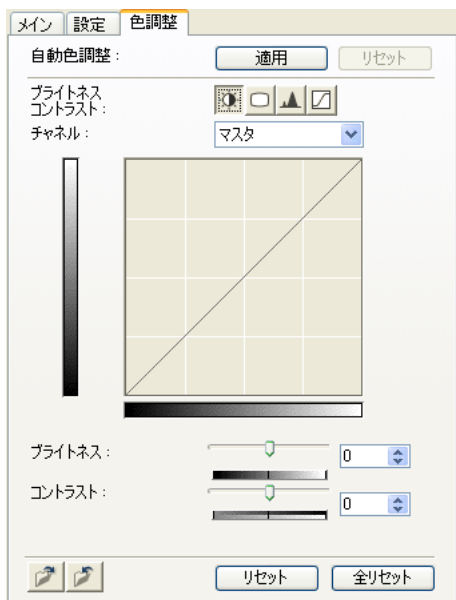 メイン 設定 色調整
自動色調整： 適用 リセット
ブライトネス
コントラスト：
チャネル： マスタ
ブライトネス： 0
コントラスト： 0
リセット 全リセット